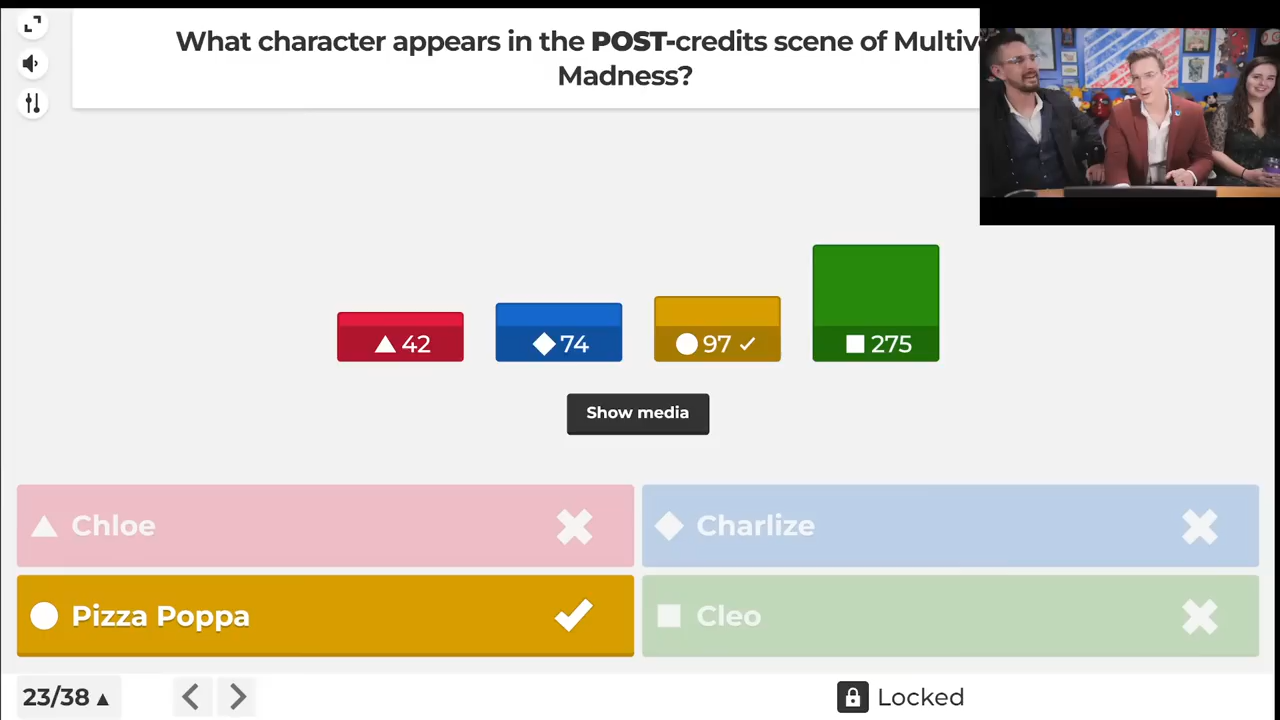 What character appears in the POST-credits scene of
Madness?
42
74
97
275
Show media
Chloe
Charlize
Pizza Poppa
Cleo
23/38
Locked